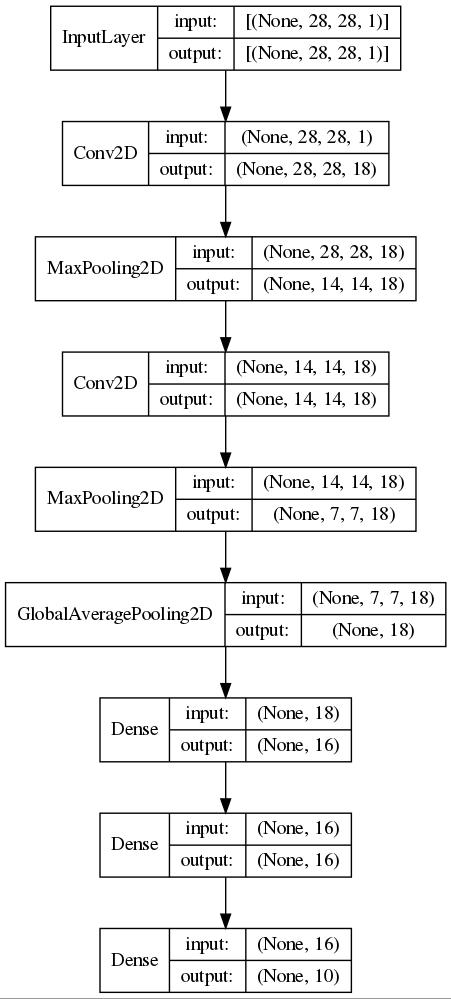 InputLayer
input: [(None, 28, 28, 1)]
output: [(None, 28, 28, 1)]
Conv2D
input: (None, 28, 28, 1)
output: (None, 28, 28, 18)
MaxPooling2D
input: (None, 28, 28, 18)
output: (None, 14, 14, 18)
Conv2D
input: (None, 14, 14, 18)
output: (None, 14, 14, 18)
MaxPooling2D
input: (None, 14, 14, 18)
output: (None, 7, 7, 18)
GlobalAveragePooling2D
input: (None, 7, 7, 18)
output: (None, 18)
Dense
input: (None, 18)
output: (None, 16)
Dense
input: (None, 16)
output: (None, 16)
Dense
input: (None, 16)
output: (None, 10)